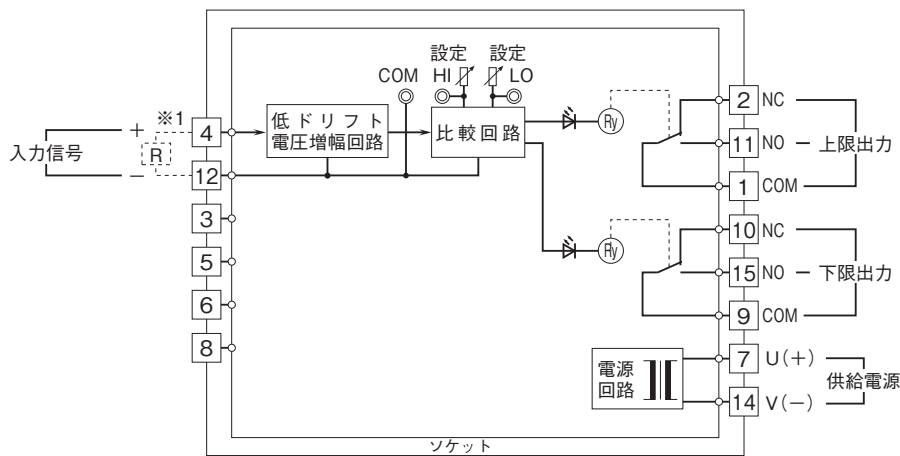 設定 設定
COM HI LO
※1
入力信号
+
R
−
4
12
3
5
6
8
低ドリフト
電圧増幅回路
比較回路
Ry
Ry
2 NC
11 NO 上限出力
1 COM
10 NC
15 NO 下限出力
9 COM
電源
回路
7 U(+)
14 V(−)
供給電源
ソケット